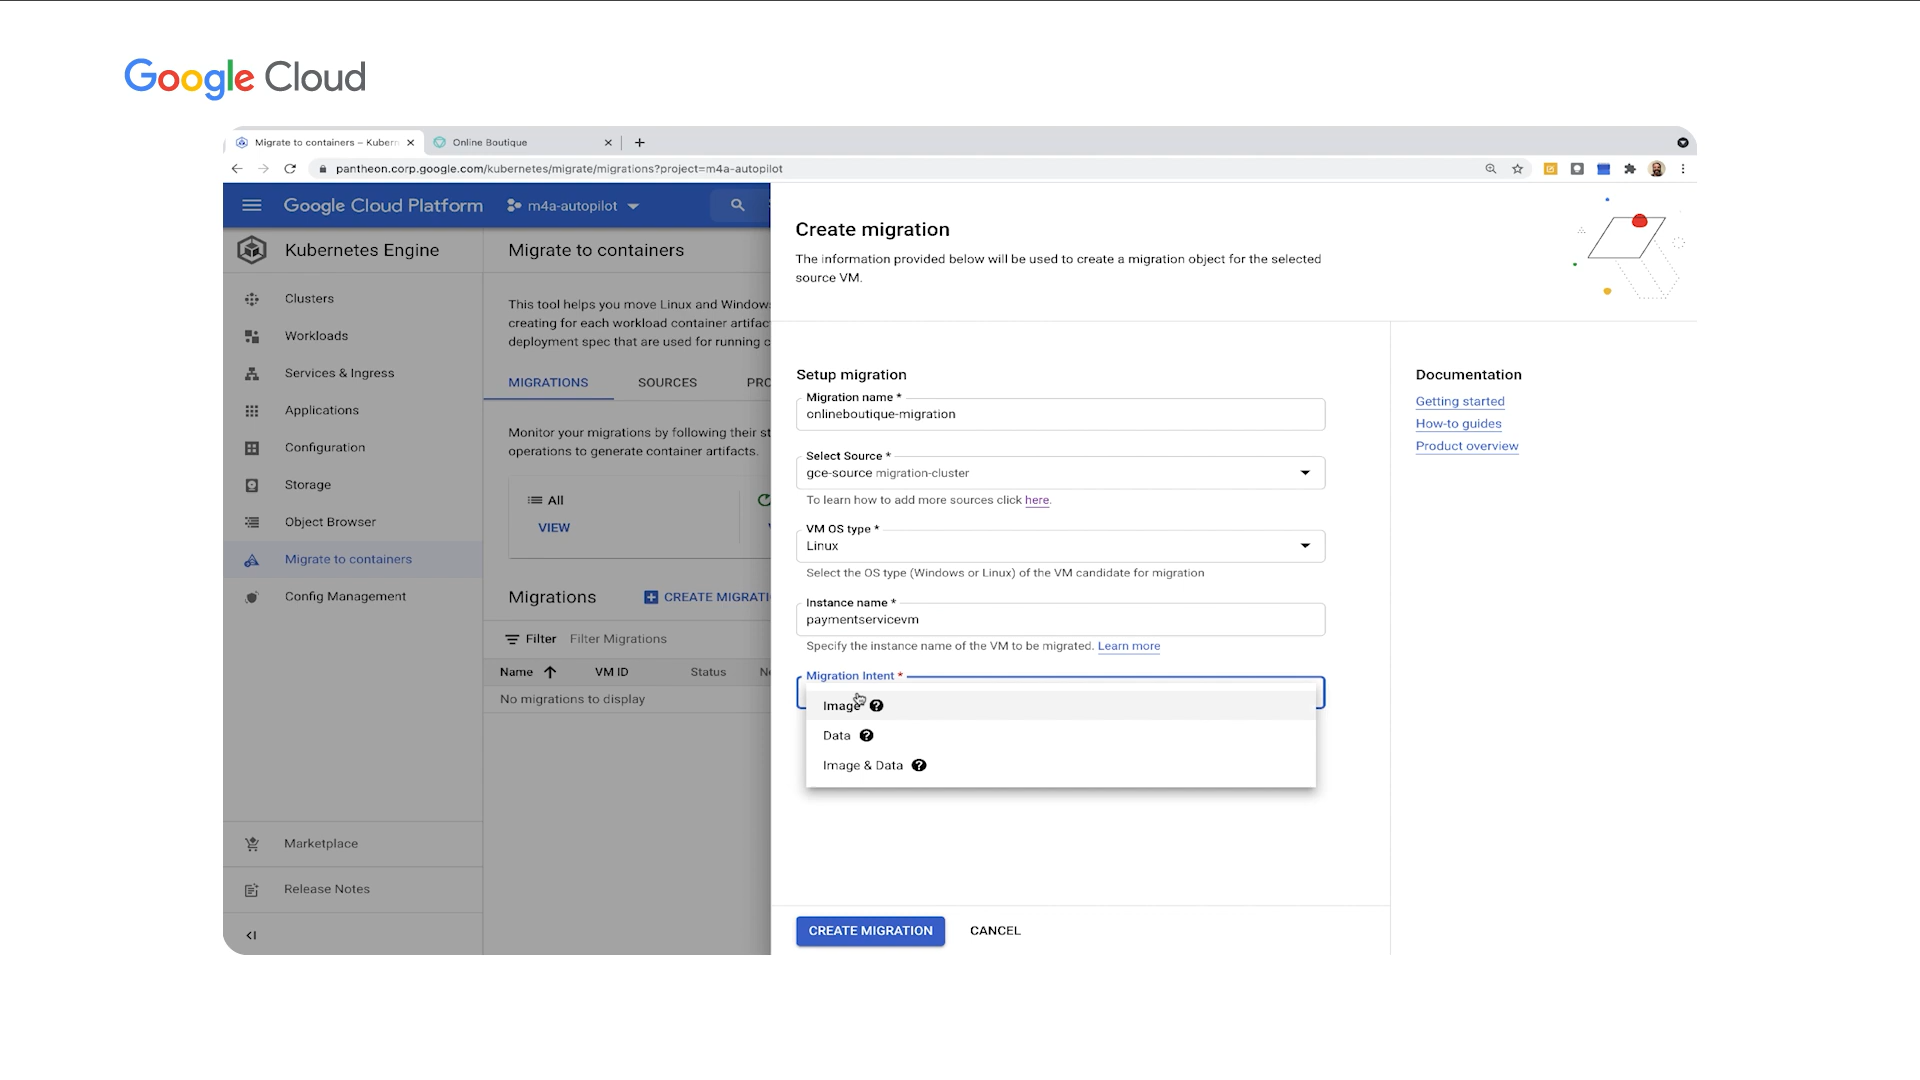 Google Cloud
Migrate to containers – Kubern
Online Boutique
pantheon.corp.google.com/kubernetes/migrate/migrations?project=m4a-autopilot
Google Cloud Platform
m4a-autopilot
Kubernetes Engine
Clusters
Workloads
Services & Ingress
Applications
Configuration
Storage
Object Browser
Migrate to containers
Config Management
Marketplace
Release Notes
Migrate to containers
This tool helps you move Linux and Windows
creating for each workload container artifac
deployment spec that are used for running c
MIGRATIONS
SOURCES
PRO
Monitor your migrations by following their st
operations to generate container artifacts.
All
VIEW
Migrations
CREATE MIGRATI
Filter
Filter Migrations
Name
VM ID
Status
Ne
No migrations to display
Create migration
The information provided below will be used to create a migration object for the selected
source VM.
Setup migration
Migration name *
onlineboutique-migration
Select Source *
gce-source migration-cluster
To learn how to add more sources click here.
VM OS type *
Linux
Select the OS type (Windows or Linux) of the VM candidate for migration
Instance name *
paymentservicevm
Specify the instance name of the VM to be migrated. Learn more
Migration Intent *
Image
Data
Image & Data
CREATE MIGRATION
CANCEL
Documentation
Getting started
How-to guides
Product overview